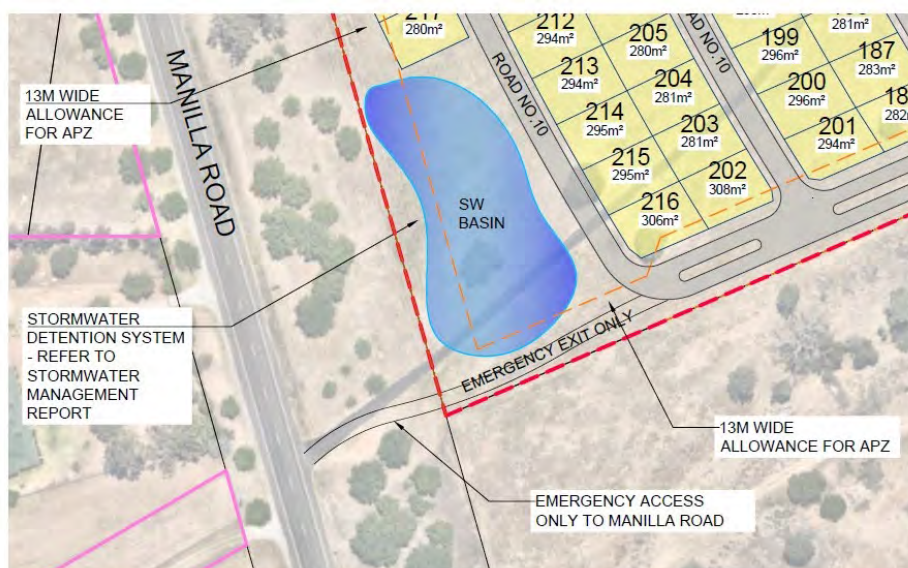 217
280m²
212
294m²
205
280m²
199
296m²
281m²
187
283m²
213
294m²
204
281m²
200
296m²
282m²
214
295m²
203
281m²
201
294m²
215
295m²
202
308m²
216
306m²
ROAD NO.10
ROAD NO.10
MANILLA ROAD
13M WIDE
ALLOWANCE
FOR APZ
SW
BASIN
STORMWATER
DETENTION SYSTEM
- REFER TO
STORMWATER
MANAGEMENT
REPORT
EMERGENCY EXIT ONLY
13M WIDE
ALLOWANCE FOR APZ
EMERGENCY ACCESS
ONLY TO MANILLA ROAD